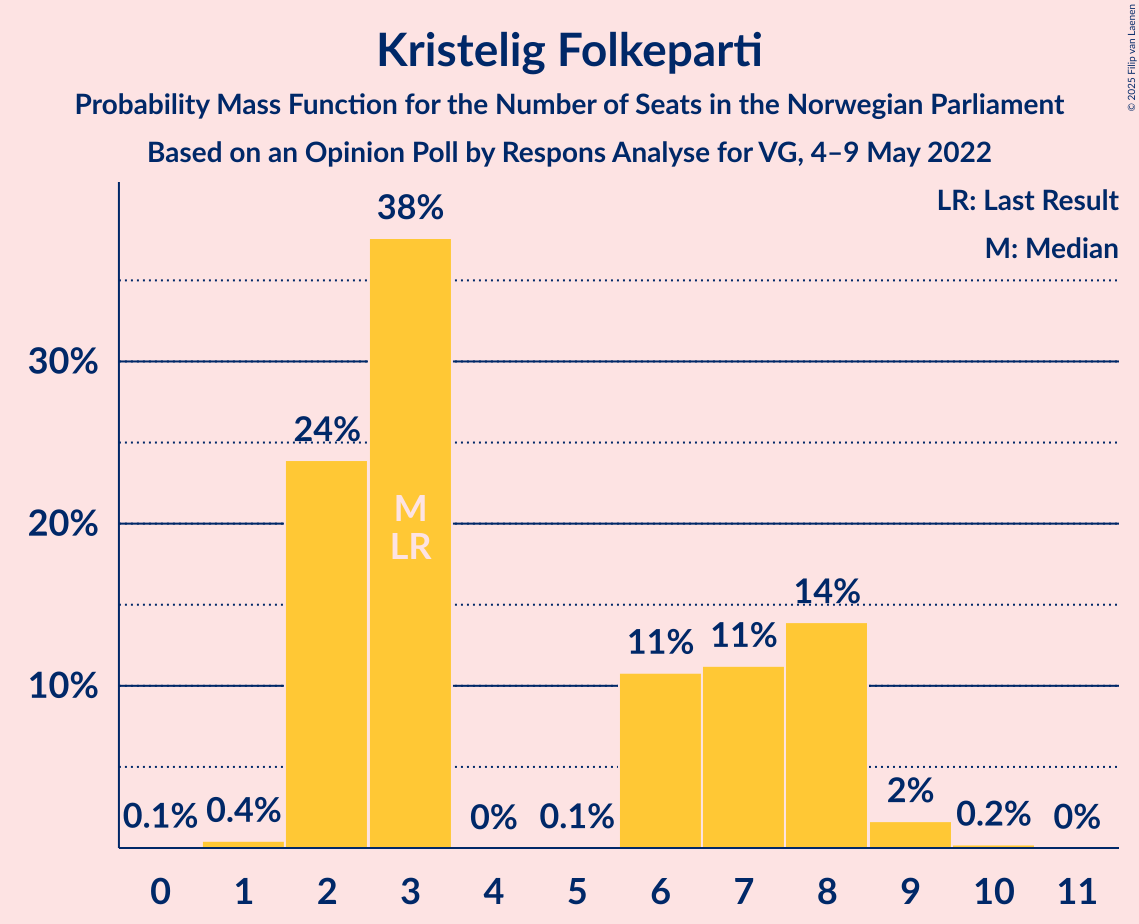 Kristelig Folkeparti
Probability Mass Function for the Number of Seats in the Norwegian Parliament
Based on an Opinion Poll by Respons Analyse for VG, 4–9 May 2022
© 2025 Filip van Laenen
LR: Last Result
M: Median
38%
30%
24%
M
20%
LR
14%
11% 11%
10%
2%
0.1% 0.4% 0% 0.1% 0.2% 0%
0 1 2 3 4 5 6 7 8 9 10 11